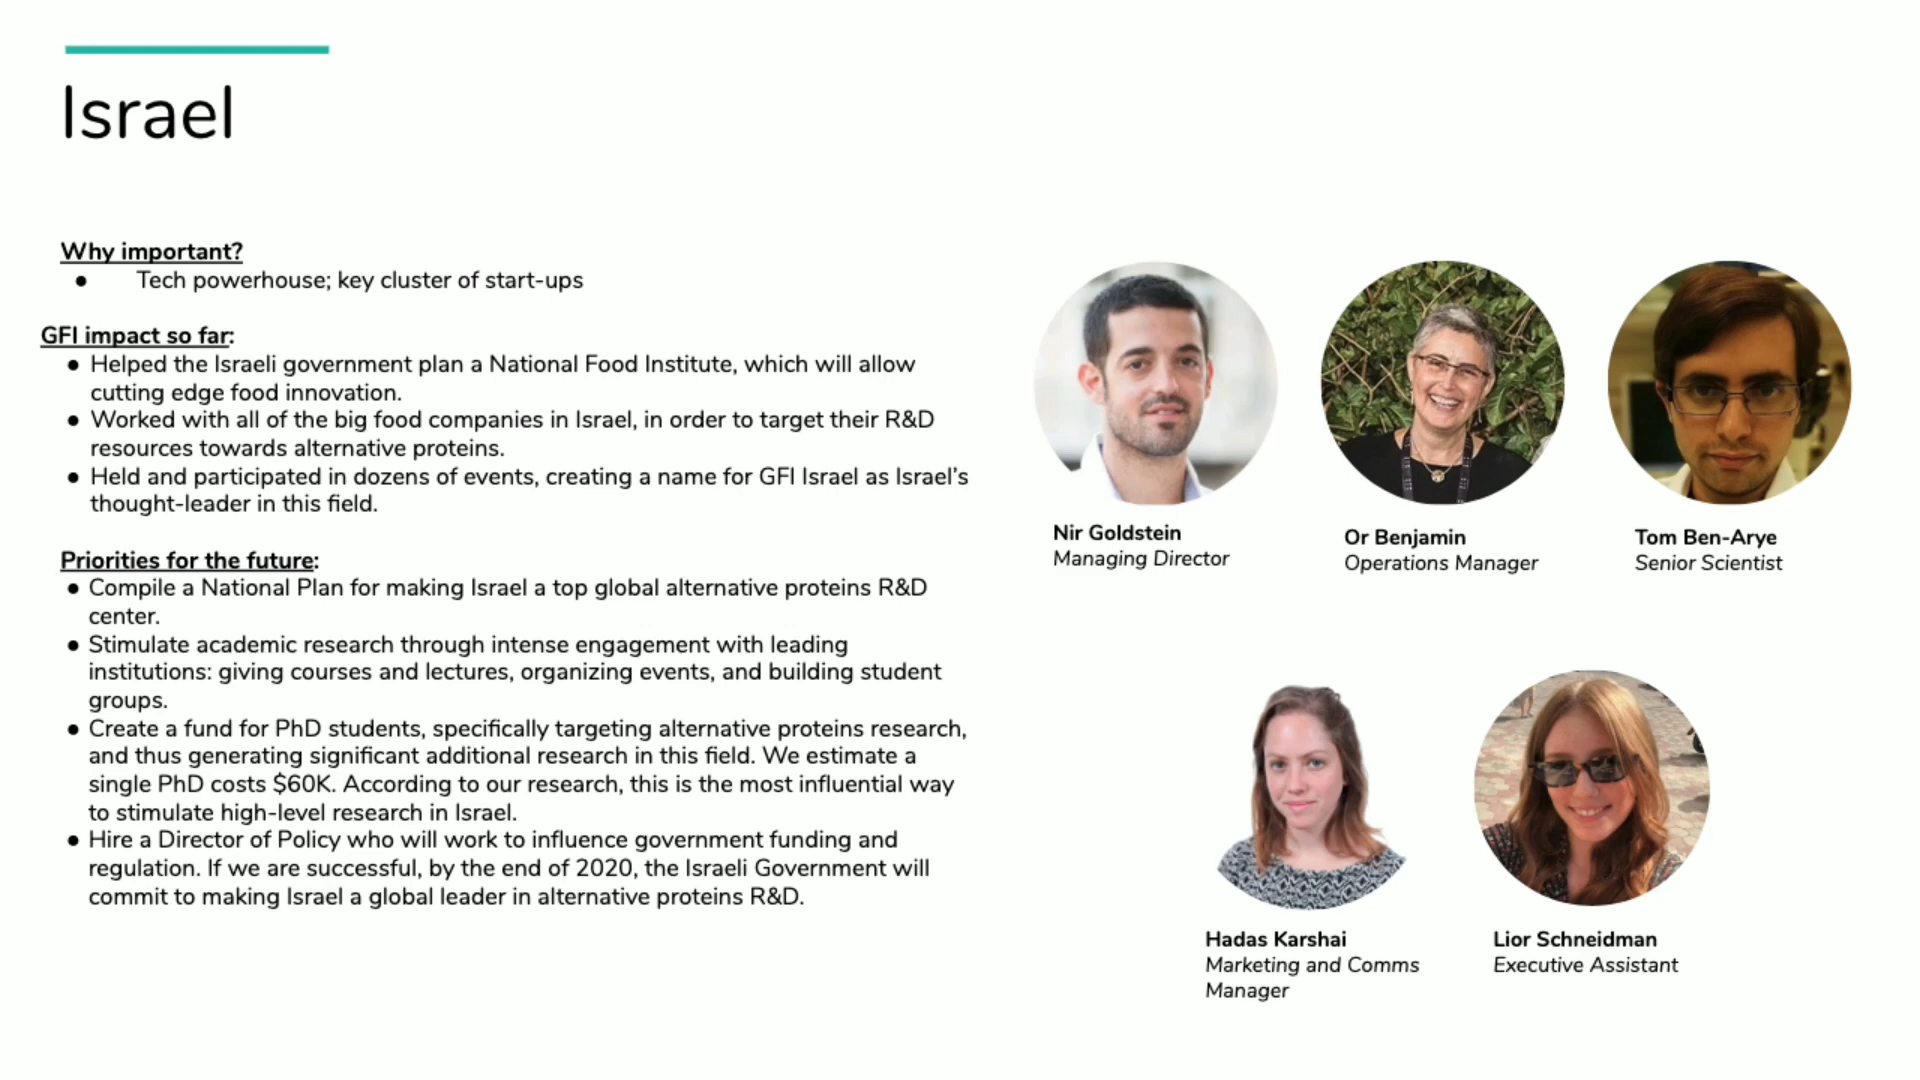 Israel
Why important?
● Tech powerhouse; key cluster of start-ups
GFI impact so far:
● Helped the Israeli government plan a National Food Institute, which will allow
cutting edge food innovation.
● Worked with all of the big food companies in Israel, in order to target their R&D
resources towards alternative proteins.
● Held and participated in dozens of events, creating a name for GFI Israel as Israel’s
thought-leader in this field.
Priorities for the future:
● Compile a National Plan for making Israel a top global alternative proteins R&D
center.
● Stimulate academic research through intense engagement with leading
institutions: giving courses and lectures, organizing events, and building student
groups.
● Create a fund for PhD students, specifically targeting alternative proteins research,
and thus generating significant additional research in this field. We estimate a
single PhD costs $60K. According to our research, this is the most influential way
to stimulate high-level research in Israel.
● Hire a Director of Policy who will work to influence government funding and
regulation. If we are successful, by the end of 2020, the Israeli Government will
commit to making Israel a global leader in alternative proteins R&D.
Nir Goldstein
Managing Director
Or Benjamin
Operations Manager
Tom Ben-Arye
Senior Scientist
Hadas Karshai
Marketing and Comms
Manager
Lior Schneidman
Executive Assistant